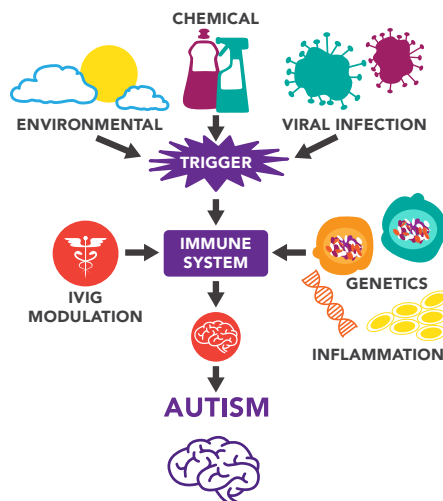 CHEMICAL
ENVIRONMENTAL
VIRAL INFECTION
TRIGGER
IMMUNE
SYSTEM
IVIG
MODULATION
GENETICS
INFLAMMATION
AUTISM